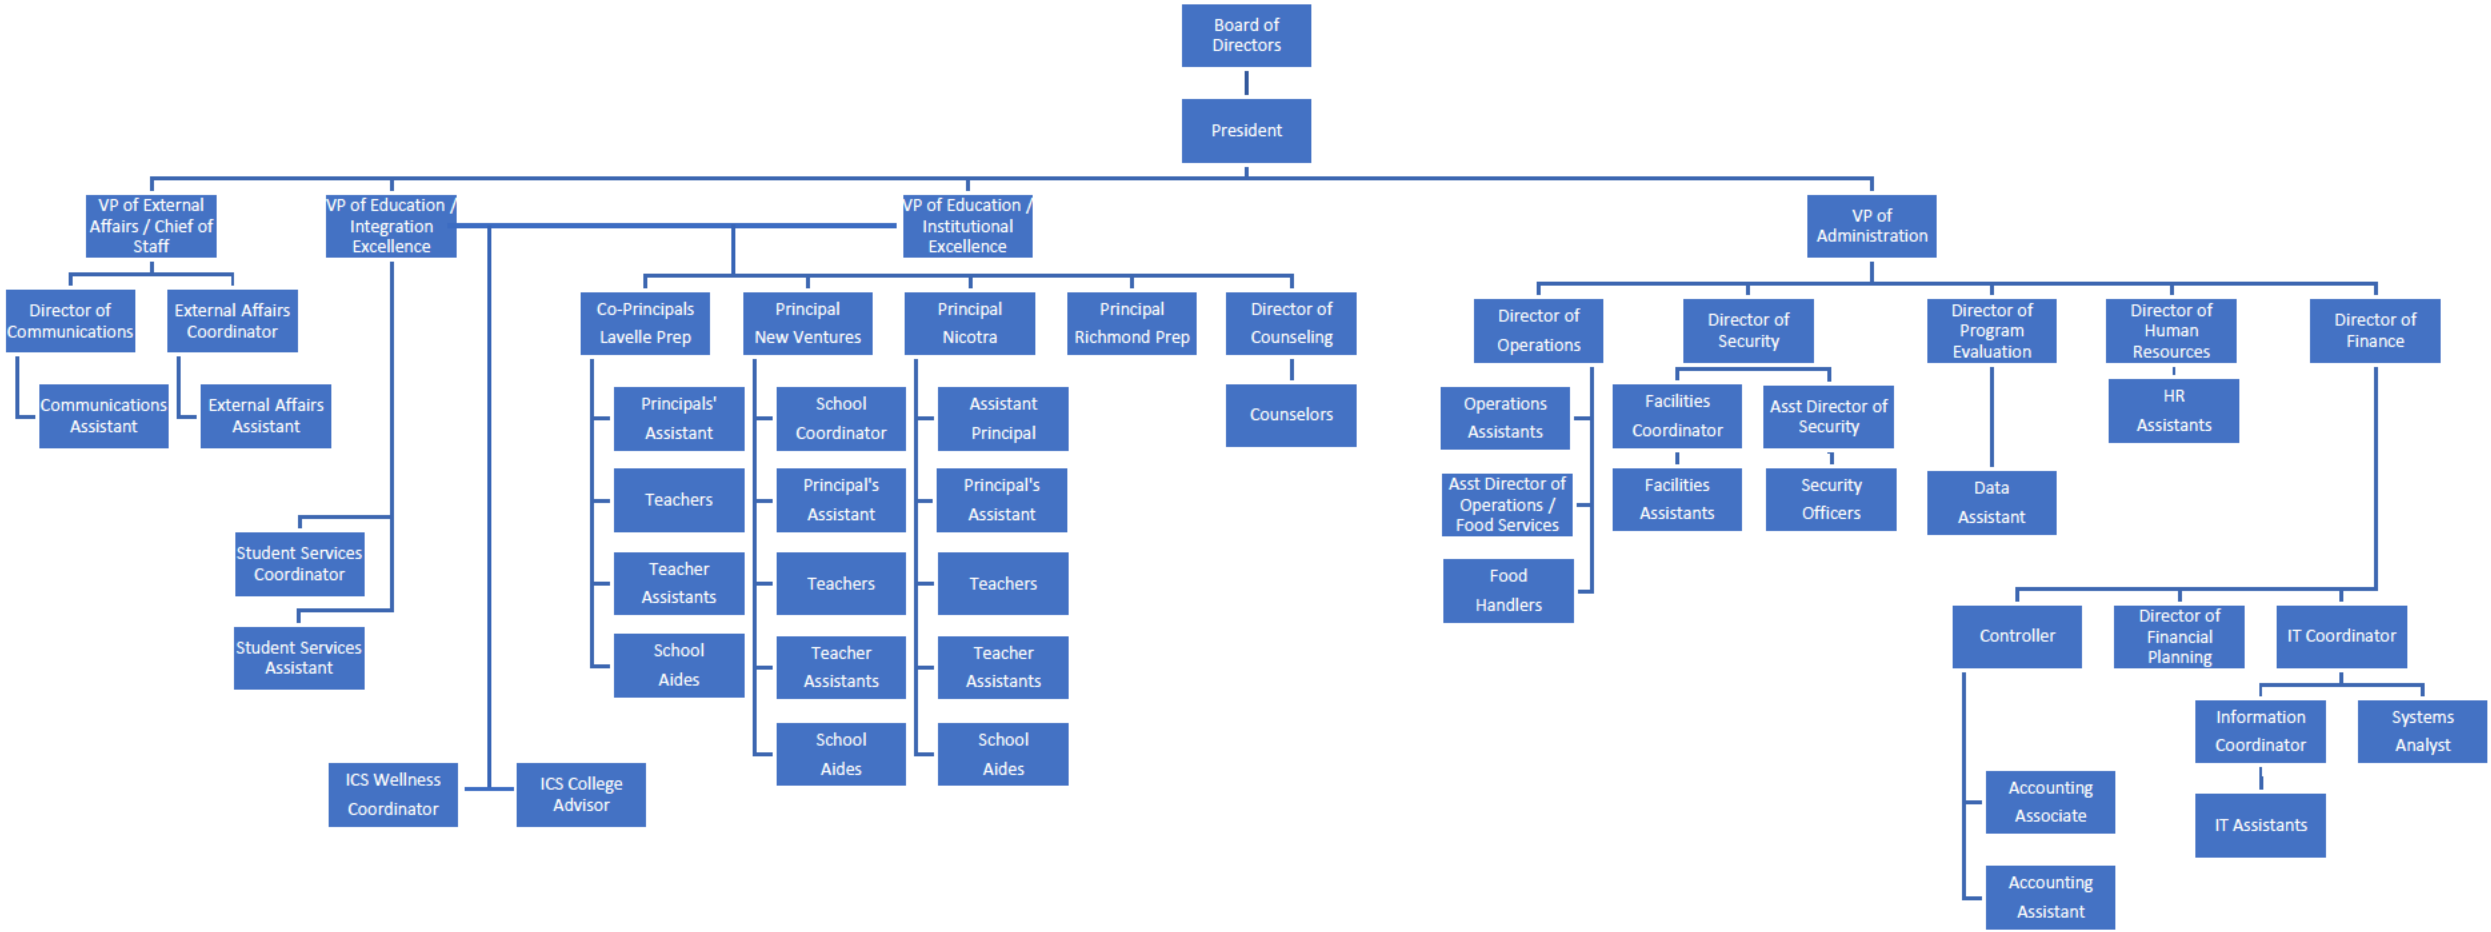 Board of
Directors
President
VP of External
Affairs / Chief of
Staff
VP of Education /
Integration
Excellence
VP of Education /
Institutional
Excellence
VP of
Administration
Director of
Communications
External Affairs
Coordinator
Communications
Assistant
External Affairs
Assistant
Student Services
Coordinator
Student Services
Assistant
ICS Wellness
Coordinator
ICS College
Advisor
Co-Principals
Lavelle Prep
Principals'
Assistant
Teachers
Teacher
Assistants
School
Aides
Principal
New Ventures
School
Coordinator
Principal's
Assistant
Teachers
Teacher
Assistants
School
Aides
Principal
Nicotra
Assistant
Principal
Principal's
Assistant
Teachers
Teacher
Assistants
School
Aides
Principal
Richmond Prep
Director of
Counseling
Counselors
Director of
Operations
Operations
Assistants
Asst Director of
Operations /
Food Services
Food
Handlers
Director of
Security
Facilities
Coordinator
Facilities
Assistants
Asst Director of
Security
Security
Officers
Director of
Program
Evaluation
Data
Assistant
Director of
Human
Resources
HR
Assistants
Director of
Finance
Controller
Accounting
Associate
Accounting
Assistant
Director of
Financial
Planning
IT Coordinator
Information
Coordinator
IT Assistants
Systems
Analyst